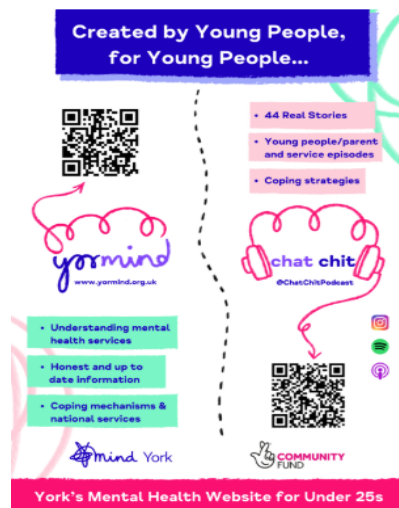 Created by Young People,
for Young People...
yormind
www.yormind.org.uk
• Understanding mental
health services
• Honest and up to
date information
• Coping mechanisms &
national services
mind York
• 44 Real Stories
• Young people/parent
and service episodes
• Coping strategies
chat chit
@ChatChitPodcast
COMMUNITY
FUND
York's Mental Health Website for Under 25s